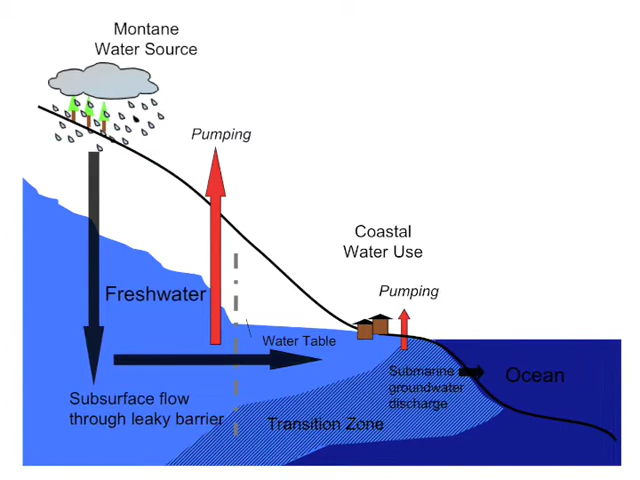 Montane
Water Source
Pumping
Coastal
Water Use
Pumping
Freshwater
Water Table
Submarine
groundwater
discharge
Ocean
Subsurface flow
through leaky barrier
Transition Zone